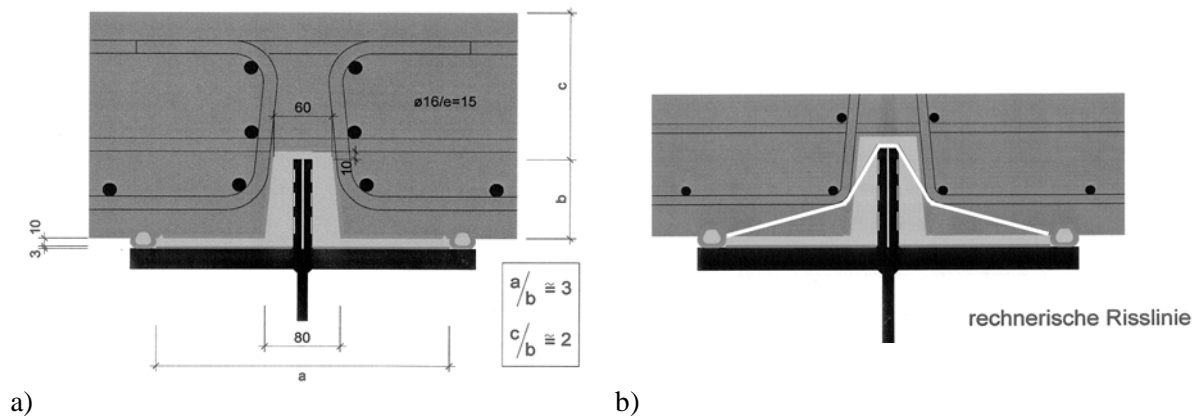 c
ø16/e=15
60
10
b
10
3
a/b ≅ 3
c/b ≅ 2
80
a
rechnerische Risslinie
a)
b)